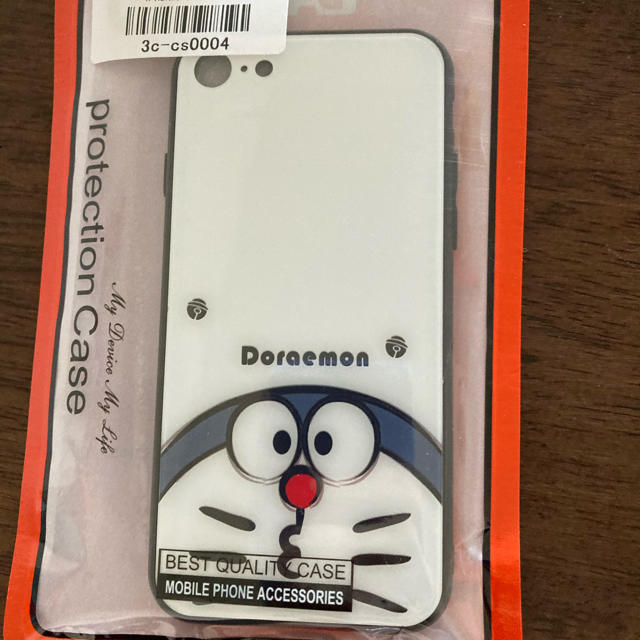 3c-cs0004
protection Case
My Device My Life
Doraemon
BEST QUALITY CASE
MOBILE PHONE ACCESSORIES